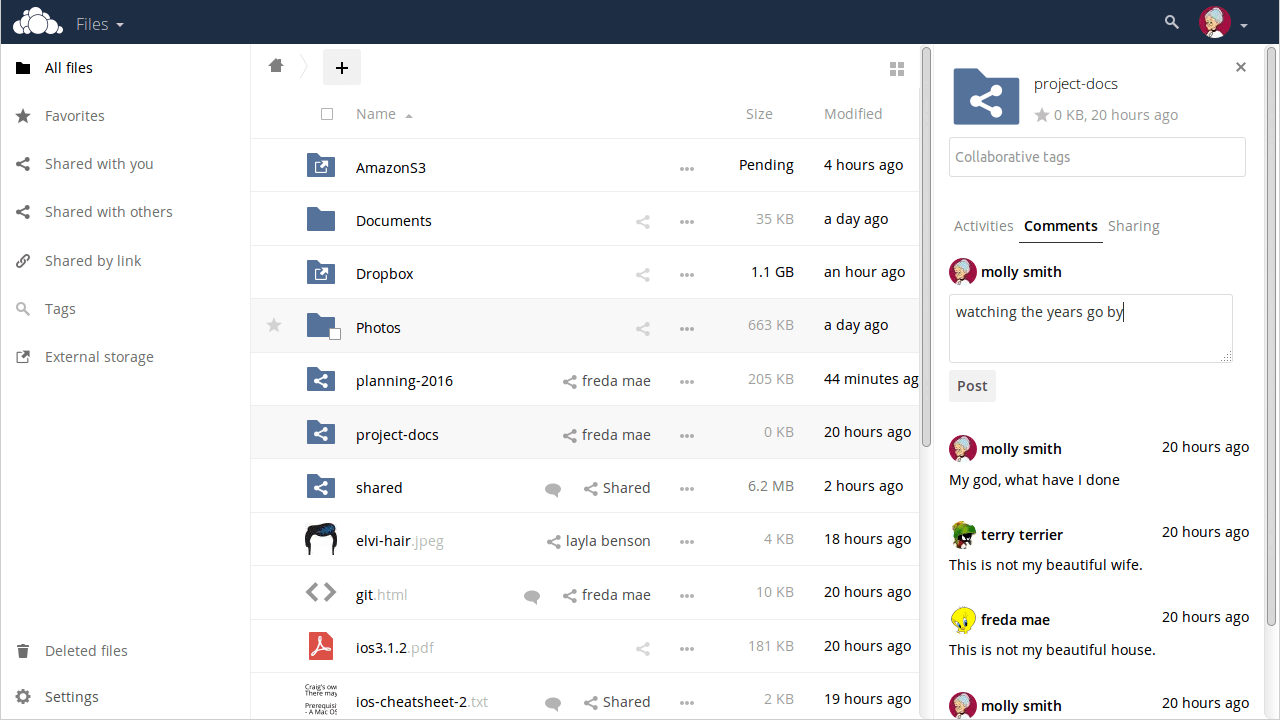 Files
All files
Favorites
Shared with you
Shared with others
Shared by link
Tags
External storage
Deleted files
Settings
+
Name Size Modified
AmazonS3 ••• Pending 4 hours ago
Documents ••• 35 KB a day ago
Dropbox ••• 1.1 GB an hour ago
Photos ••• 663 KB a day ago
planning-2016 freda mae ••• 205 KB 44 minutes ag
project-docs freda mae ••• 0 KB 20 hours ago
shared Shared ••• 6.2 MB 2 hours ago
elvi-hair.jpeg layla benson ••• 4 KB 18 hours ago
git.html freda mae ••• 10 KB 20 hours ago
ios3.1.2.pdf ••• 181 KB 20 hours ago
Craig's ow
There may
Prerequisi
- A Mac OS
ios-cheatsheet-2.txt Shared ••• 2 KB 19 hours ago
project-docs
0 KB, 20 hours ago
Collaborative tags
Activities Comments Sharing
molly smith
watching the years go by
Post
molly smith 20 hours ago
My god, what have I done
terry terrier 20 hours ago
This is not my beautiful wife.
freda mae 20 hours ago
This is not my beautiful house.
molly smith 20 hours ago